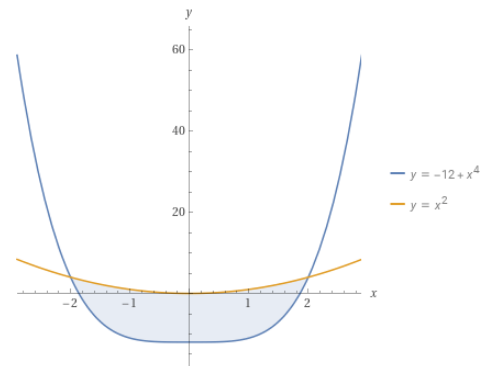 y
60
40
20
−2 −1 1 2 x
y = −12 + x⁴
y = x²